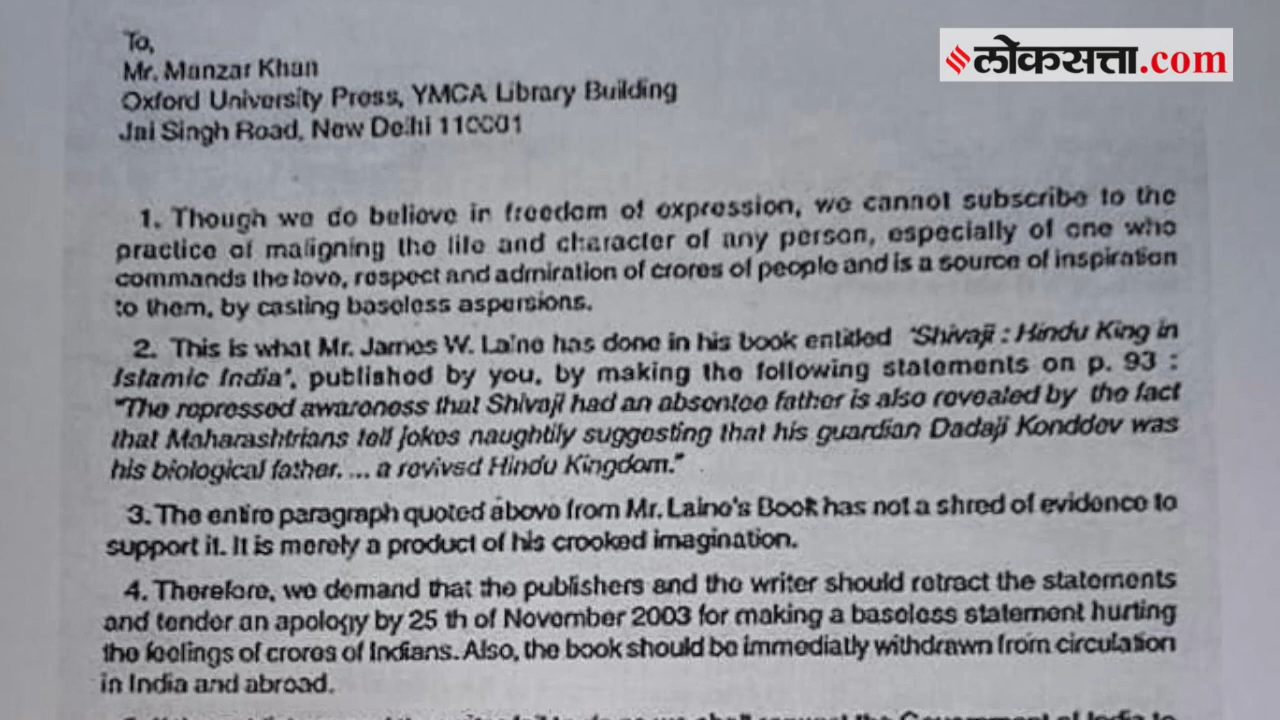 लोकसत्ता.com
To,
Mr. Manzar Khan
Oxford University Press, YMCA Library Building
Jai Singh Road, New Delhi 110001
1. Though we do believe in freedom of expression, we cannot subscribe to the
practice of maligning the life and character of any person, especially of one who
commands the love, respect and admiration of crores of people and is a source of inspiration
to them, by casting baseless aspersions.
2. This is what Mr. James W. Laine has done in his book entitled 'Shivaji : Hindu King in
Islamic India', published by you, by making the following statements on p. 93 :
"The repressed awareness that Shivaji had an absentee father is also revealed by the fact
that Maharashtrians tell jokes naughtily suggesting that his guardian Dadaji Konddev was
his biological father. ... a revived Hindu Kingdom."
3. The entire paragraph quoted above from Mr. Laine's Book has not a shred of evidence to
support it. It is merely a product of his crooked imagination.
4. Therefore, we demand that the publishers and the writer should retract the statements
and tender an apology by 25 th of November 2003 for making a baseless statement hurting
the feelings of crores of Indians. Also, the book should be immediatly withdrawn from circulation
in India and abroad.